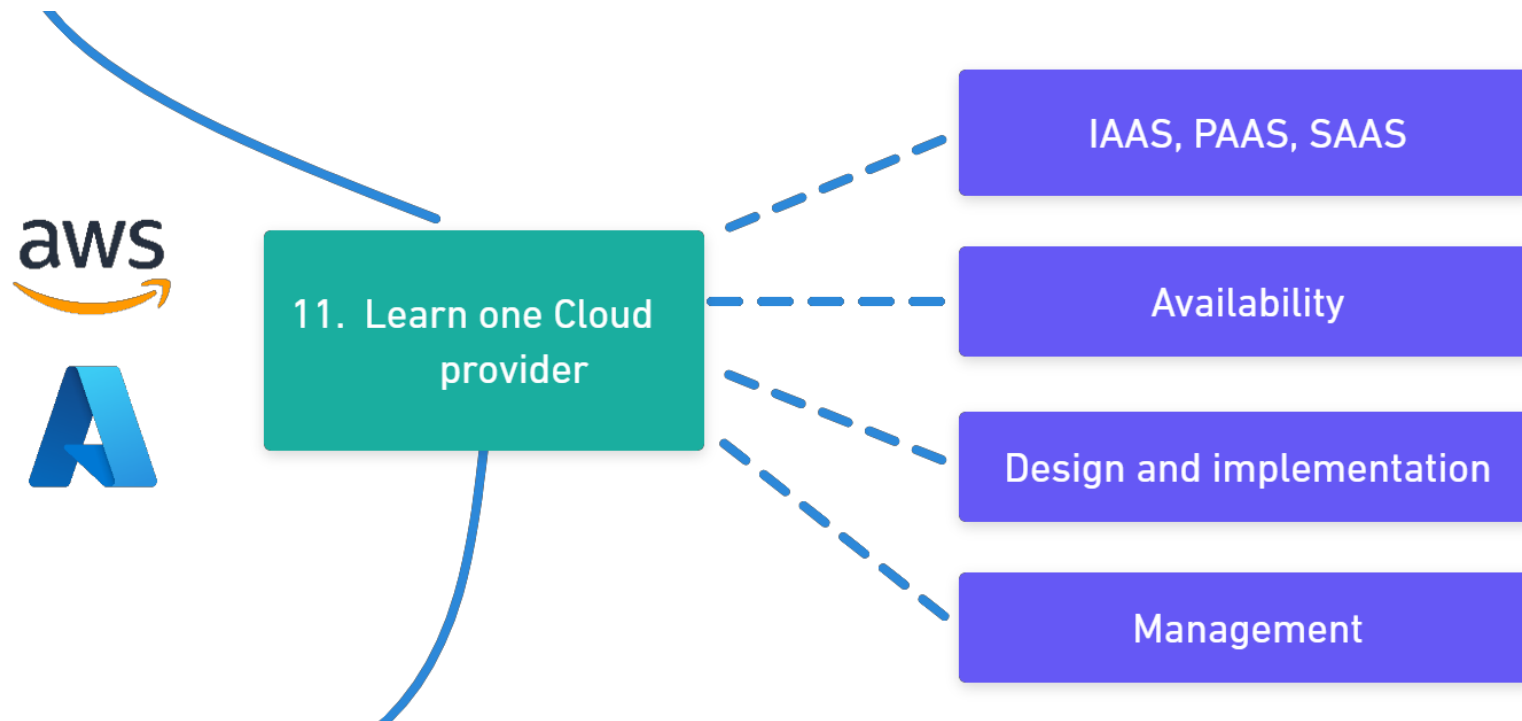 aws
11. Learn one Cloud
provider
IAAS, PAAS, SAAS
Availability
Design and implementation
Management